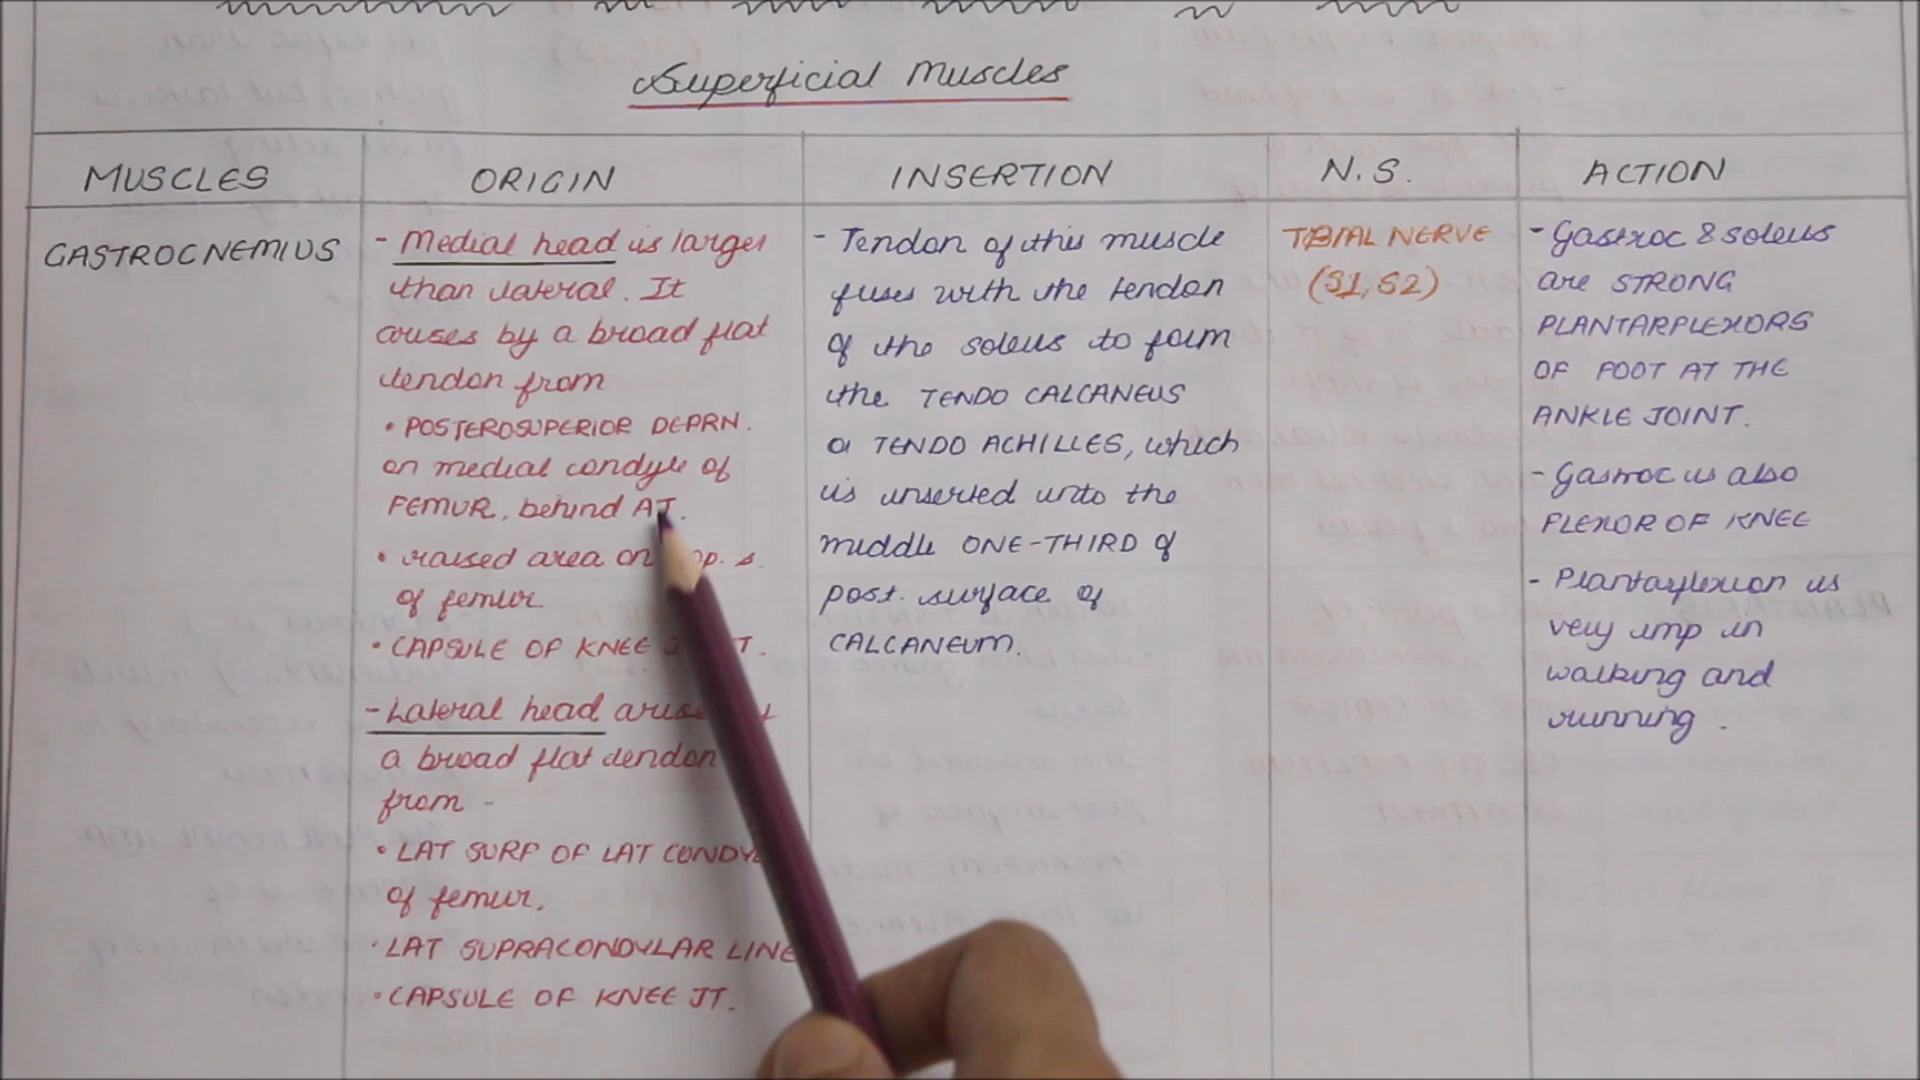 Superficial Muscles
MUSCLES
ORIGIN
INSERTION
N.S.
ACTION
GASTROCNEMIUS
- Medial head is larger
than lateral. It
arises by a broad flat
tendon from
• POSTEROSUPERIOR DEPRN.
on medial condyle of
FEMUR, behind AT.
• raised area on
of femur
• CAPSULE OF KNEE
- Lateral head
a broad flat tendon
from -
• LAT SURF OF LAT
of femur.
• LAT SUPRACONDYLAR LINE
• CAPSULE OF KNEE JT.
- Tendon of this muscle
fuses with the tendon
of the soleus to form
the TENDO CALCANEUS
or TENDO ACHILLES, which
is inserted into the
middle ONE-THIRD of
post. surface of
CALCANEUM.
TIBIAL NERVE
(S1, S2)
- Gastroc & soleus
are STRONG
PLANTARFLEXORS
OF FOOT AT THE
ANKLE JOINT.
- Gastroc is also
FLEXOR OF KNEE
- Plantarflexion is
very imp in
walking and
running.